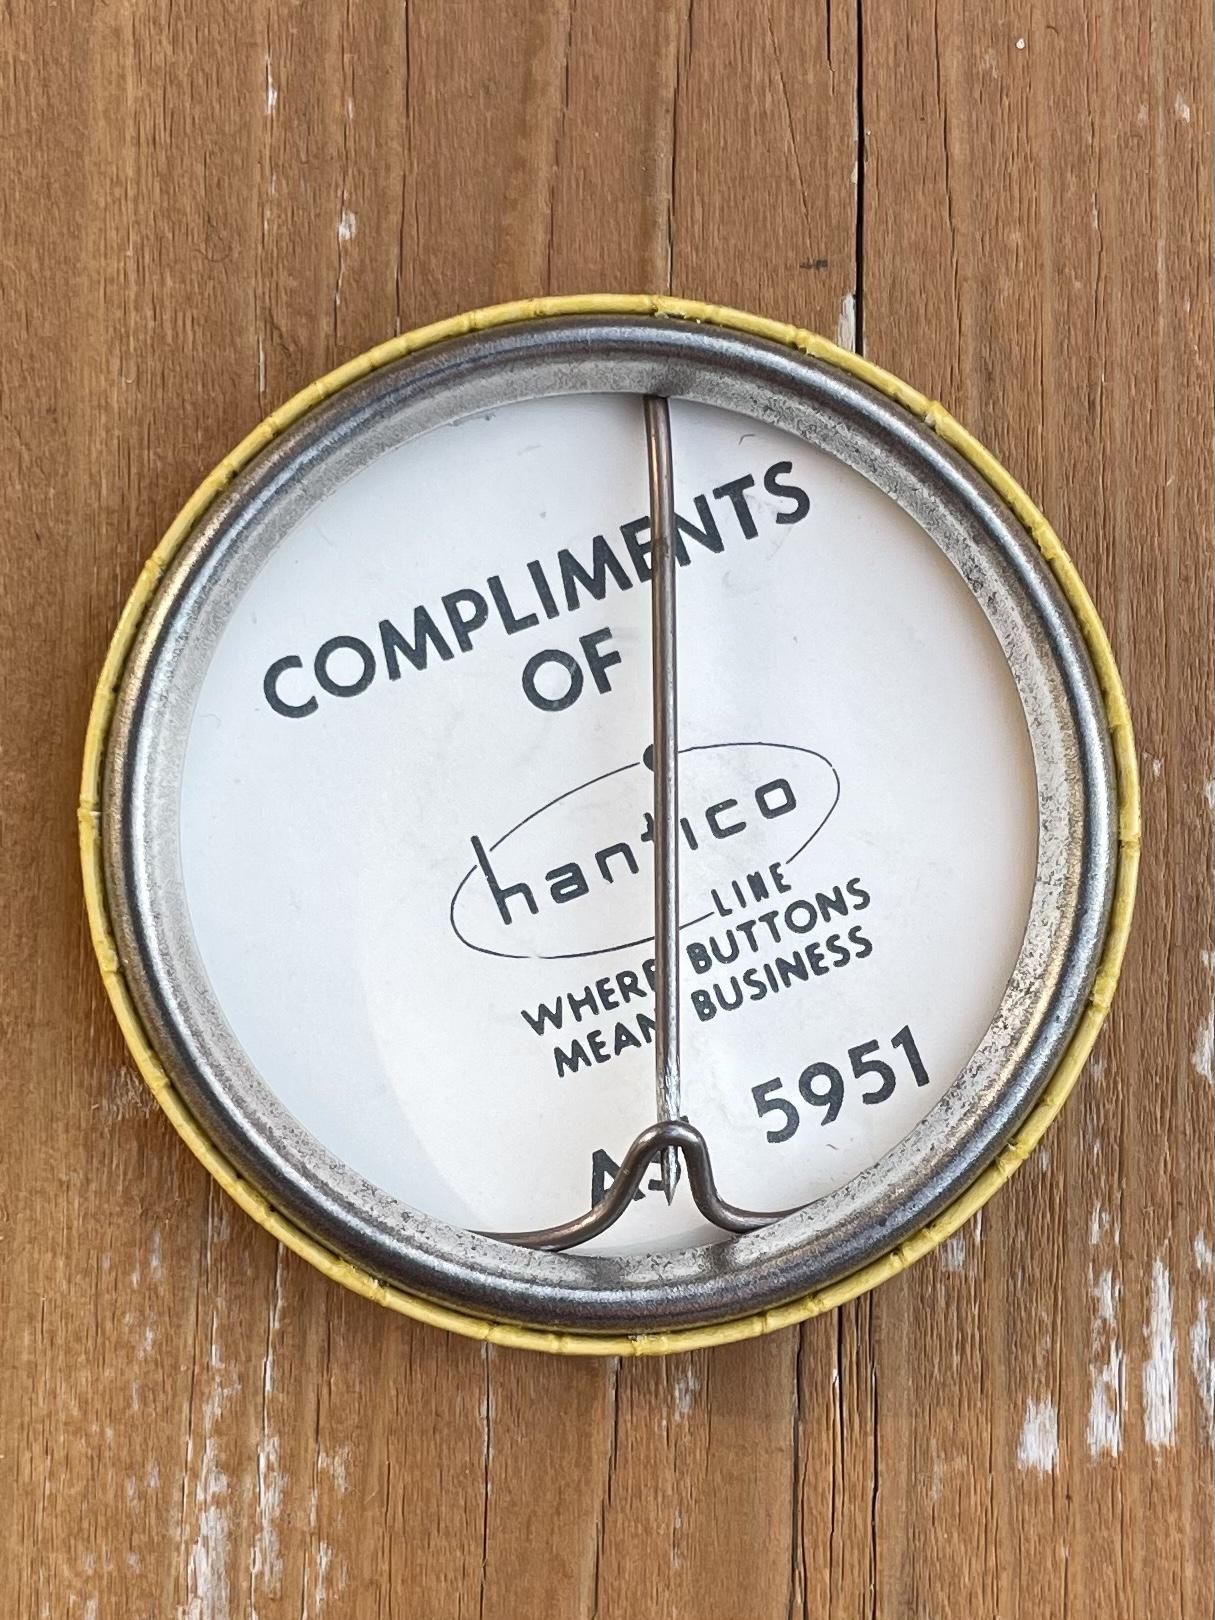 COMPLIMENTS
OF
hantico
LINE
WHERE BUTTONS
MEAN BUSINESS
5951